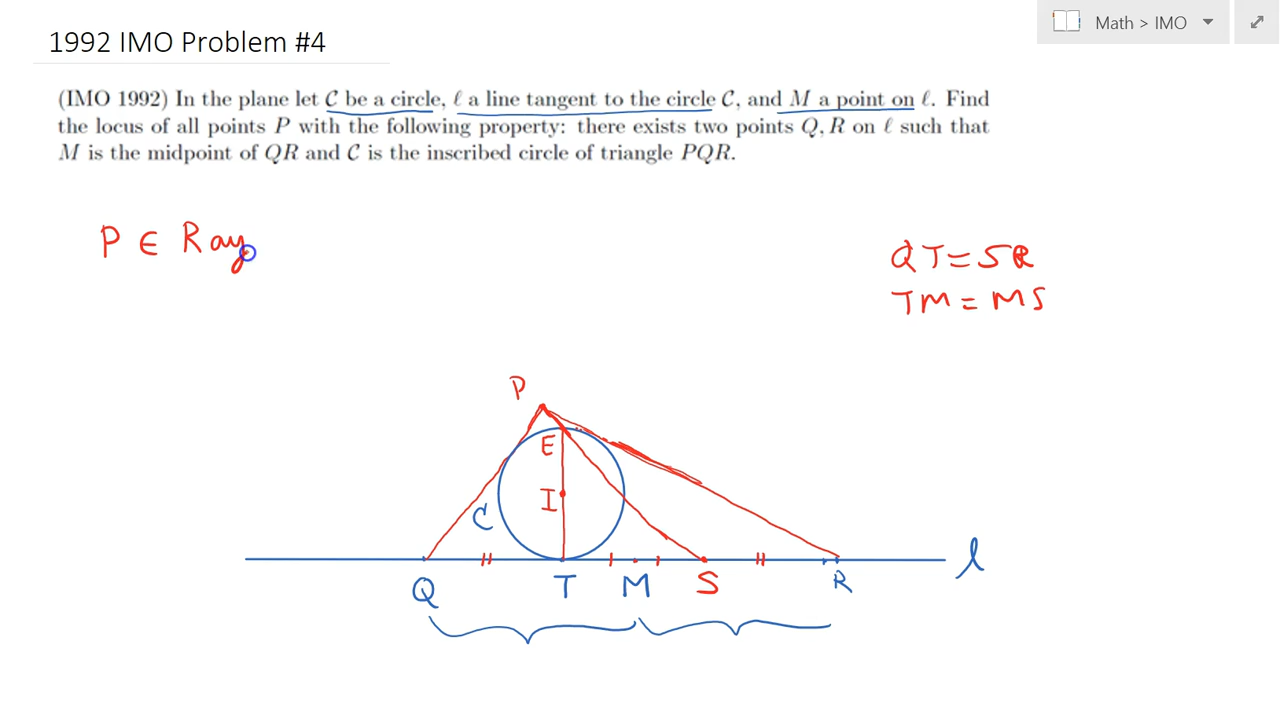 Math > IMO
1992 IMO Problem #4
(IMO 1992) In the plane let C be a circle, ℓ a line tangent to the circle C, and M a point on ℓ. Find
the locus of all points P with the following property: there exists two points Q, R on ℓ such that
M is the midpoint of QR and C is the inscribed circle of triangle PQR.
P ∈ Ray
QT = SR
TM = MS
P
E
I
C
l
Q T M S R